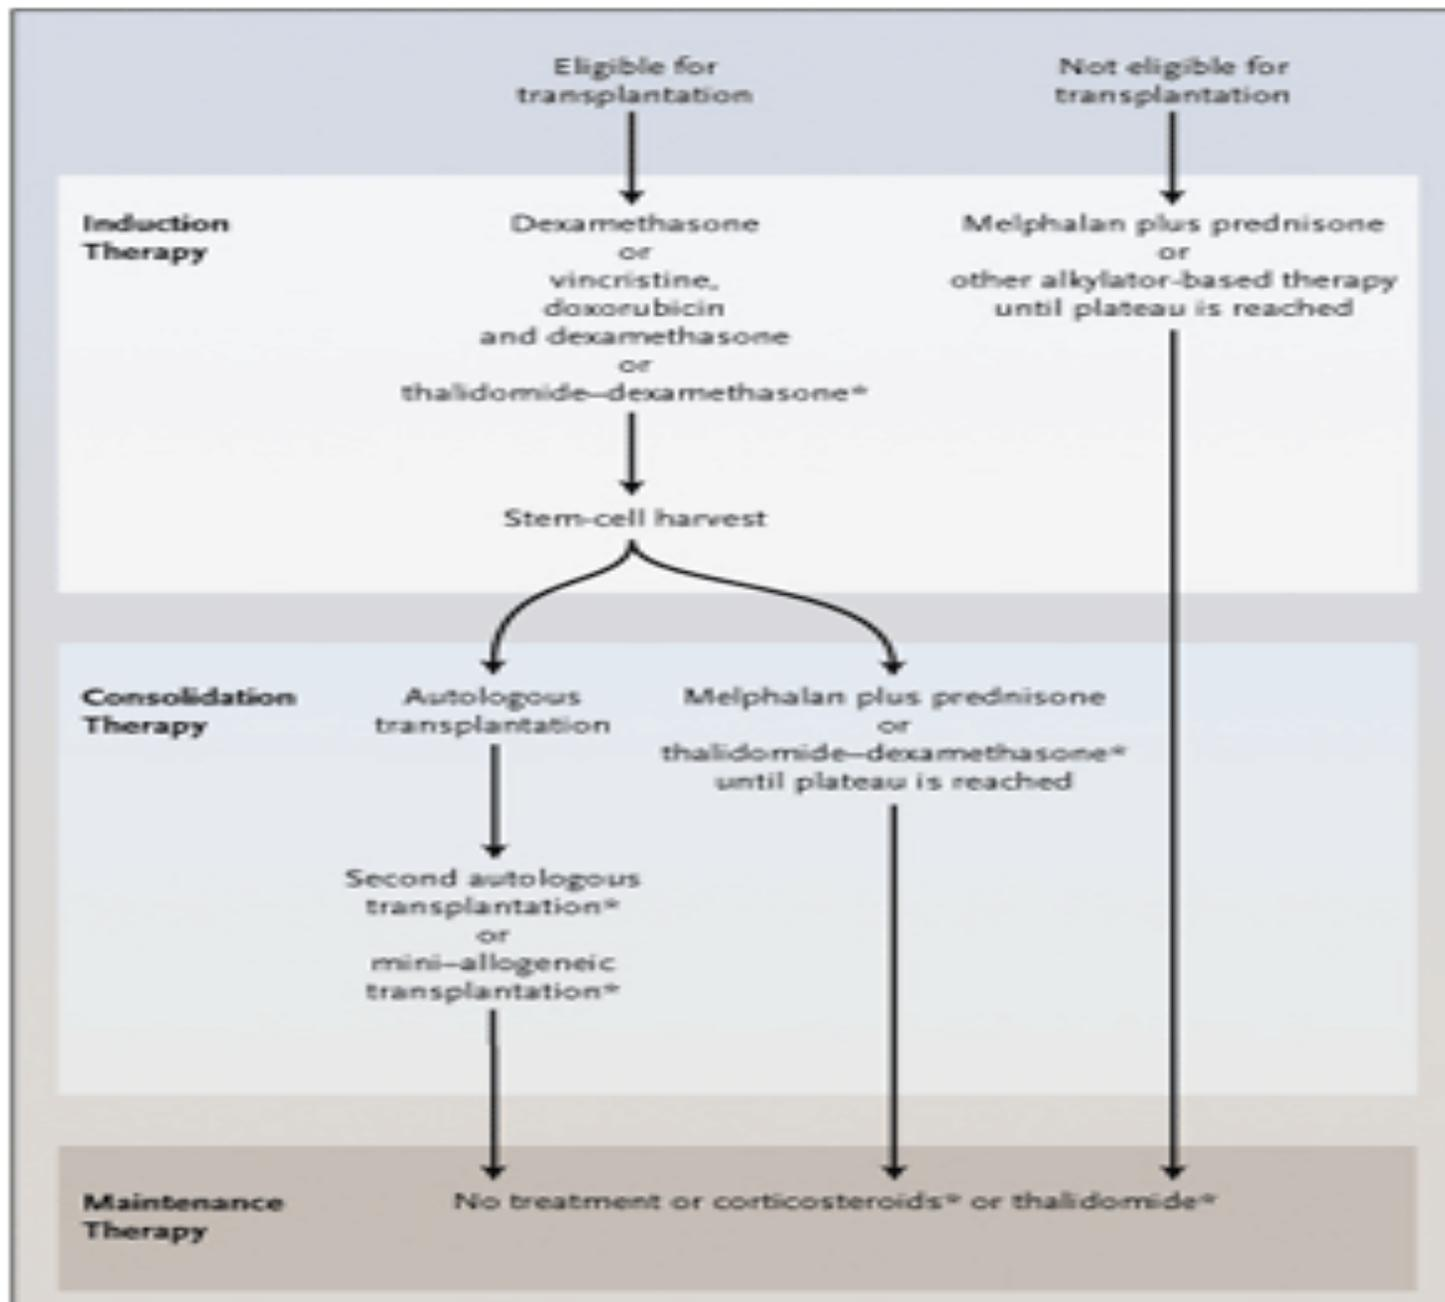 Eligible for
transplantation
Not eligible for
transplantation
Induction
Therapy
Dexamethasone
or
vincristine,
doxorubicin
and dexamethasone
or
thalidomide–dexamethasone*
Melphalan plus prednisone
or
other alkylator-based therapy
until plateau is reached
Stem-cell harvest
Consolidation
Therapy
Autologous
transplantation
Melphalan plus prednisone
or
thalidomide–dexamethasone*
until plateau is reached
Second autologous
transplantation*
or
mini–allogeneic
transplantation*
Maintenance
Therapy
No treatment or corticosteroids* or thalidomide*